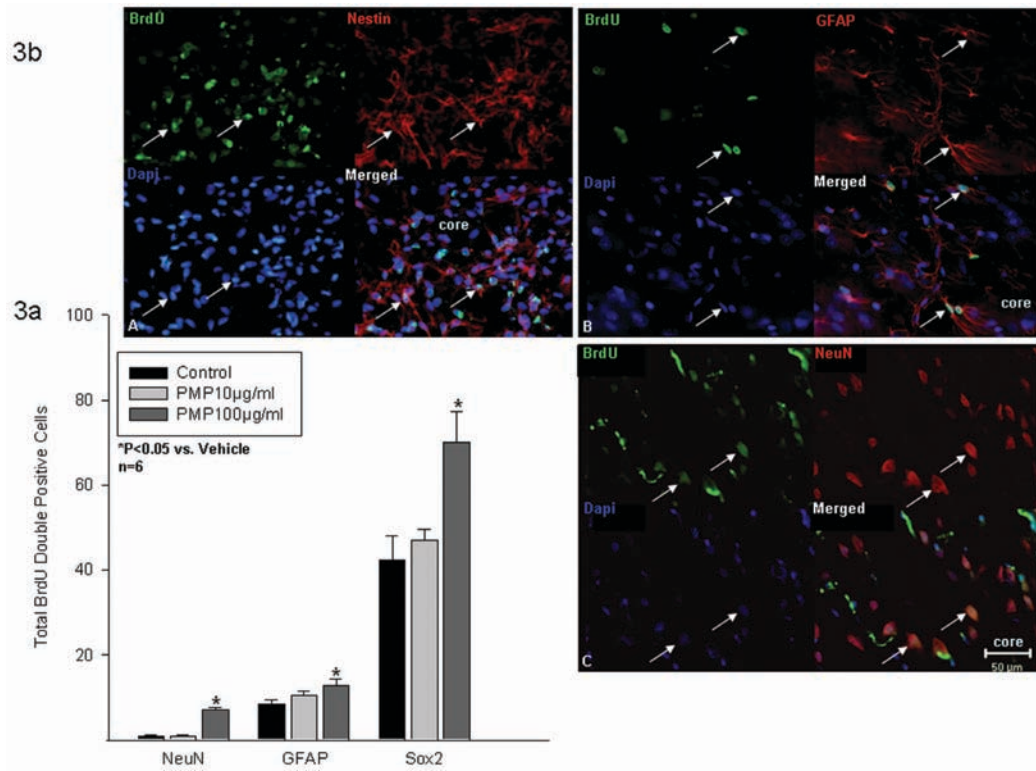 3b
BrdU
Nestin
Dapi
Merged
core
A
BrdU
GFAP
Dapi
Merged
core
B
3a
100
80
60
40
20
Total BrdU Double Positive Cells
Control
PMP10µg/ml
PMP100µg/ml
*P<0.05 vs. Vehicle
n=6
*
*
*
NeuN
GFAP
Sox2
BrdU
NeuN
Dapi
Merged
core
50 µm
C